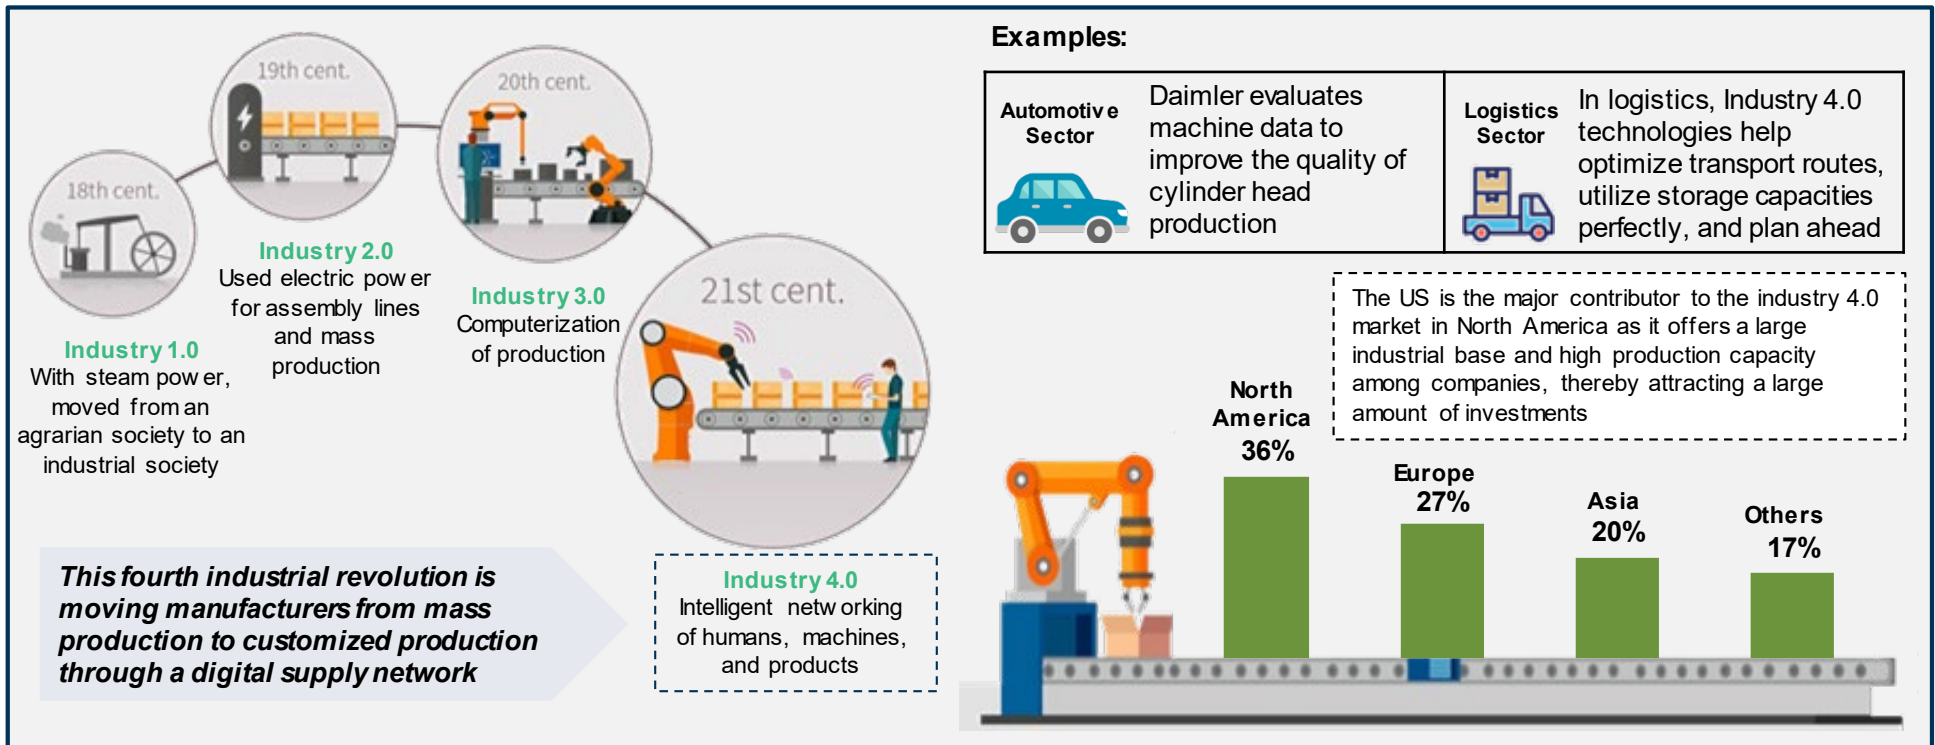 18th cent.
Industry 1.0
With steam power,
moved from an
agrarian society to an
industrial society
19th cent.
Industry 2.0
Used electric power
for assembly lines
and mass
production
20th cent.
Industry 3.0
Computerization
of production
21st cent.
Industry 4.0
Intelligent networking
of humans, machines,
and products
This fourth industrial revolution is
moving manufacturers from mass
production to customized production
through a digital supply network
Examples:
Automotive
Sector
Daimler evaluates
machine data to
improve the quality of
cylinder head
production
Logistics
Sector
In logistics, Industry 4.0
technologies help
optimize transport routes,
utilize storage capacities
perfectly, and plan ahead
The US is the major contributor to the industry 4.0
market in North America as it offers a large
industrial base and high production capacity
among companies, thereby attracting a large
amount of investments
North
America
36%
Europe
27%
Asia
20%
Others
17%